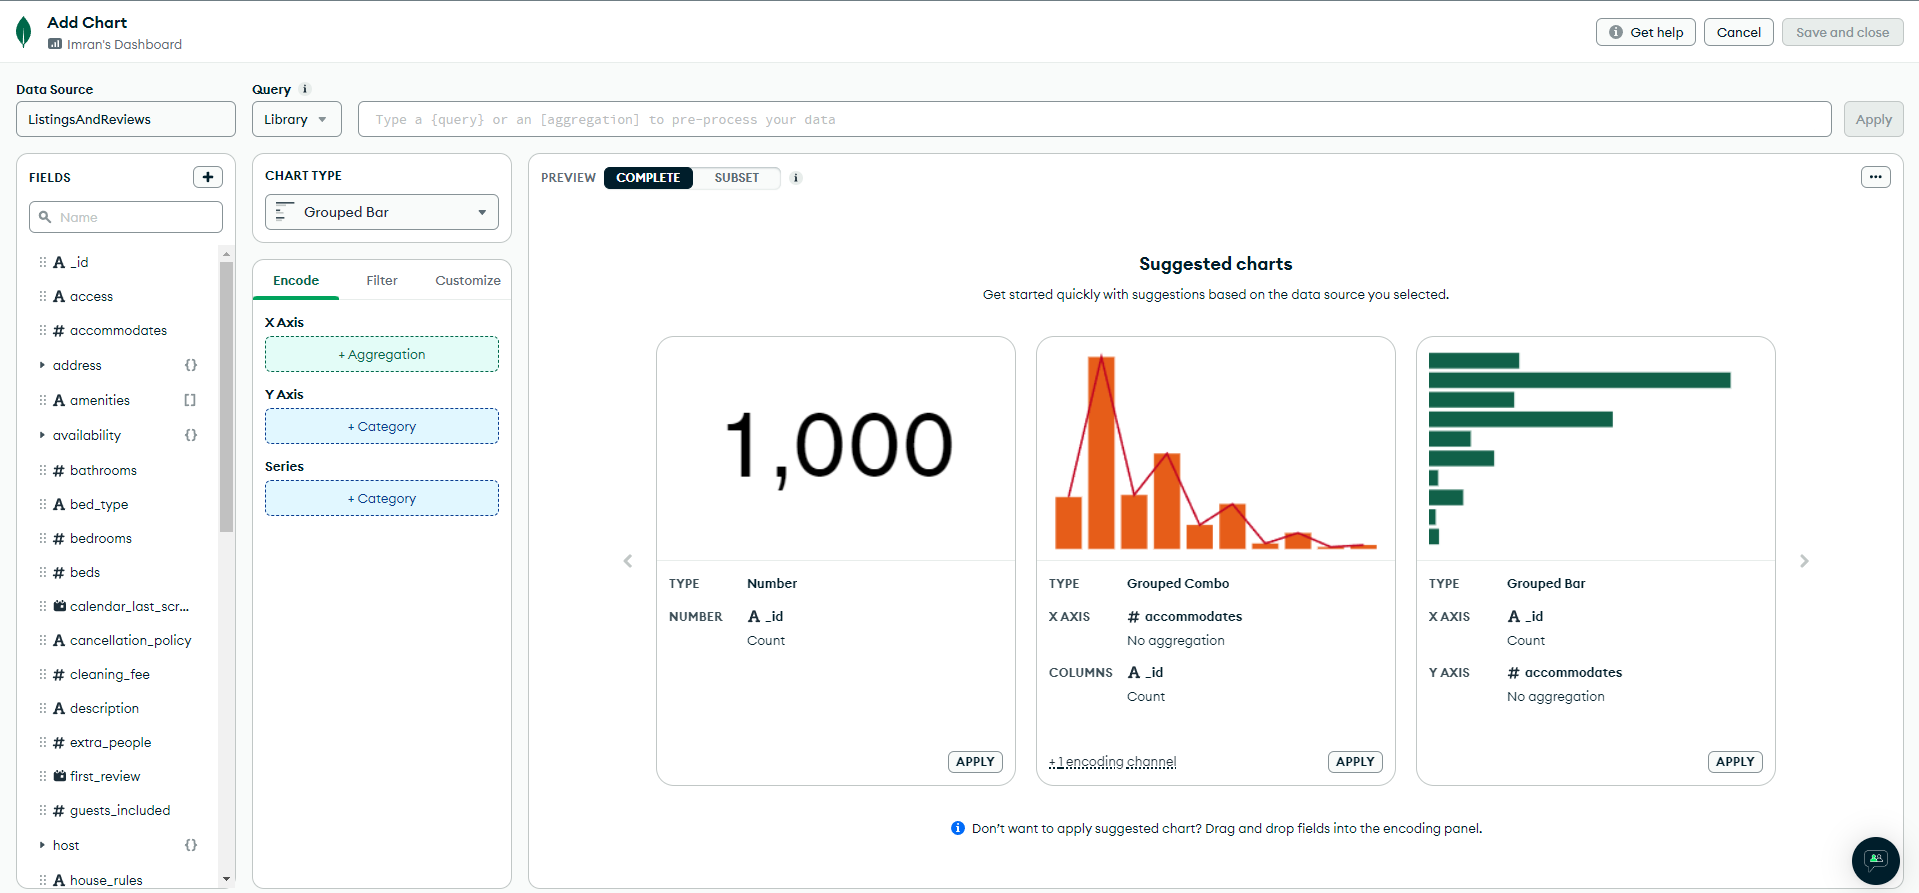 Add Chart
Imran's Dashboard
Get help
Cancel
Save and close
Data Source
Query
ListingsAndReviews
Library
Type a {query} or an [aggregation] to pre-process your data
Apply
FIELDS
+
Name
A _id
A access
# accommodates
address {}
A amenities []
availability {}
# bathrooms
A bed_type
# bedrooms
# beds
calendar_last_scr...
A cancellation_policy
# cleaning_fee
A description
# extra_people
first_review
# guests_included
host {}
A house_rules
CHART TYPE
Grouped Bar
Encode
Filter
Customize
X Axis
+ Aggregation
Y Axis
+ Category
Series
+ Category
PREVIEW
COMPLETE
SUBSET
Suggested charts
Get started quickly with suggestions based on the data source you selected.
1,000
TYPE Number
NUMBER A _id
Count
APPLY
TYPE Grouped Combo
X AXIS # accommodates
No aggregation
COLUMNS A _id
Count
+ 1 encoding channel
APPLY
TYPE Grouped Bar
X AXIS A _id
Count
Y AXIS # accommodates
No aggregation
APPLY
Don't want to apply suggested chart? Drag and drop fields into the encoding panel.